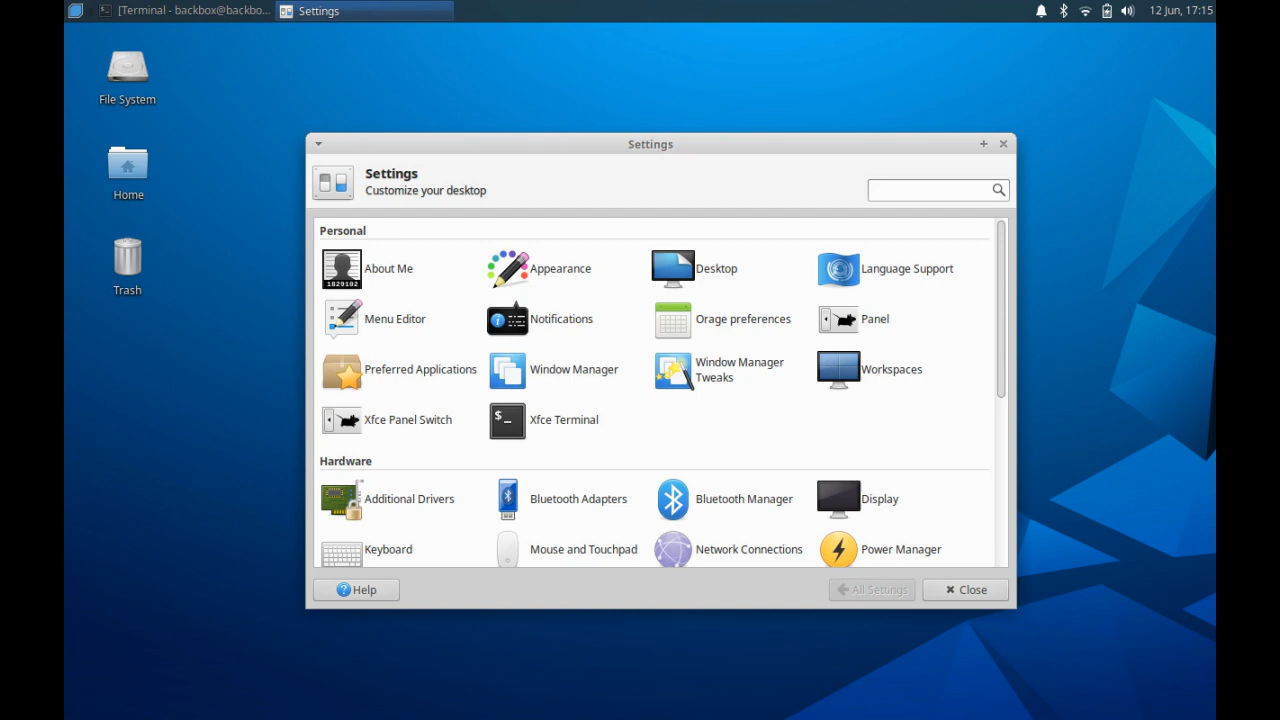 [Terminal - backbox@backbo...
Settings
12 Jun, 17:15
File System
Home
Trash
Settings
Settings
Customize your desktop
Personal
About Me
Appearance
Desktop
Language Support
1829102
Menu Editor
Notifications
Orage preferences
Panel
Preferred Applications
Window Manager
Window Manager
Tweaks
Workspaces
Xfce Panel Switch
$_
Xfce Terminal
Hardware
Additional Drivers
Bluetooth Adapters
Bluetooth Manager
Display
Keyboard
Mouse and Touchpad
Network Connections
Power Manager
Help
All Settings
Close